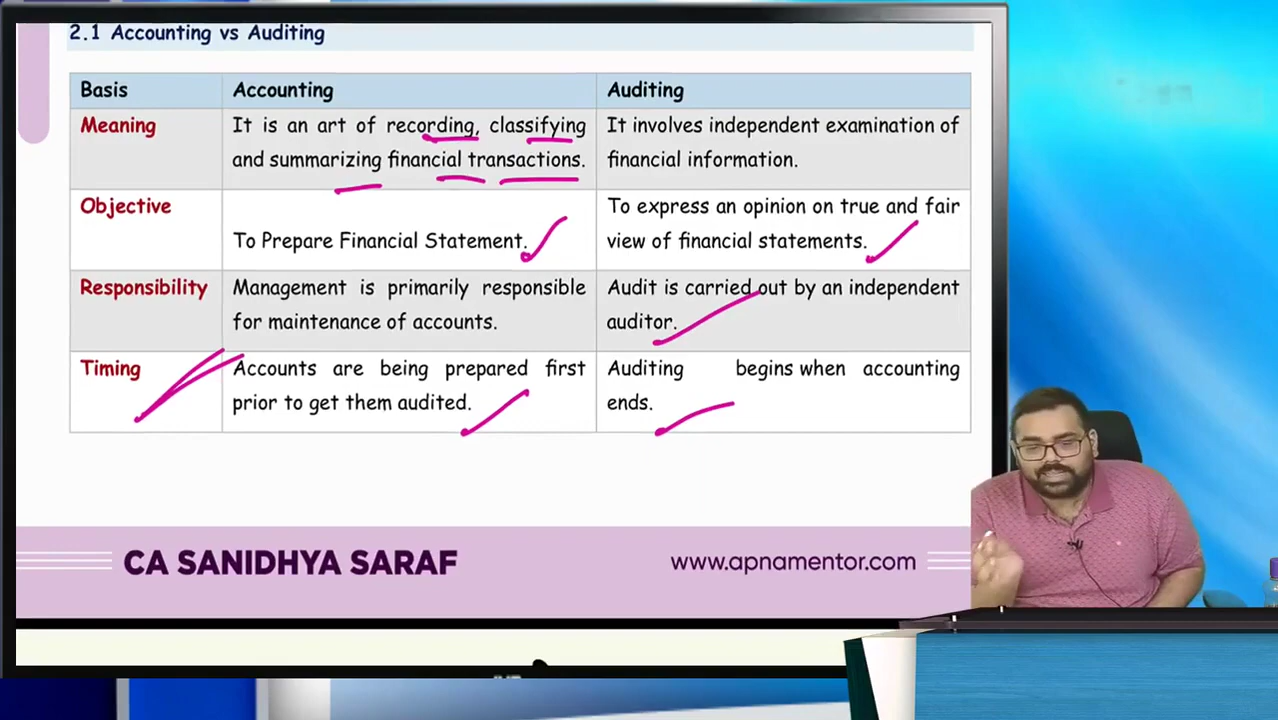 2.1 Accounting vs Auditing
Basis Accounting Auditing
Meaning It is an art of recording, classifying It involves independent examination of
and summarizing financial transactions. financial information.
Objective To express an opinion on true and fair
To Prepare Financial Statement. view of financial statements.
Responsibility Management is primarily responsible Audit is carried out by an independent
for maintenance of accounts. auditor.
Timing Accounts are being prepared first Auditing begins when accounting
prior to get them audited. ends.
CA SANIDHYA SARAF www.apnamentor.com